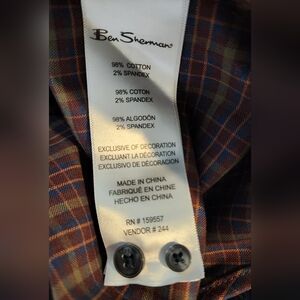 Ben Sherman
98% COTTON
2% SPANDEX
98% COTON
2% SPANDEX
98% ALGODÓN
2% SPANDEX
EXCLUSIVE OF DECORATION
EXCLUANT LA DÉCORATION
EXCLUSIVO DE DECORACIÓN
MADE IN CHINA
FABRIQUÉ EN CHINE
HECHO EN CHINA
RN # 159557
VENDOR # 244